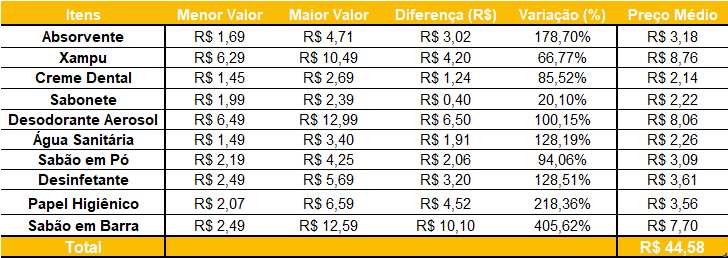 Itens Menor Valor Maior Valor Diferença (R$) Variação (%) Preço Médio
Absorvente R$ 1,69 R$ 4,71 R$ 3,02 178,70% R$ 3,18
Xampu R$ 6,29 R$ 10,49 R$ 4,20 66,77% R$ 8,76
Creme Dental R$ 1,45 R$ 2,69 R$ 1,24 85,52% R$ 2,14
Sabonete R$ 1,99 R$ 2,39 R$ 0,40 20,10% R$ 2,22
Desodorante Aerosol R$ 6,49 R$ 12,99 R$ 6,50 100,15% R$ 8,06
Água Sanitária R$ 1,49 R$ 3,40 R$ 1,91 128,19% R$ 2,26
Sabão em Pó R$ 2,19 R$ 4,25 R$ 2,06 94,06% R$ 3,09
Desinfetante R$ 2,49 R$ 5,69 R$ 3,20 128,51% R$ 3,61
Papel Higiênico R$ 2,07 R$ 6,59 R$ 4,52 218,36% R$ 3,56
Sabão em Barra R$ 2,49 R$ 12,59 R$ 10,10 405,62% R$ 7,70
Total R$ 44,58